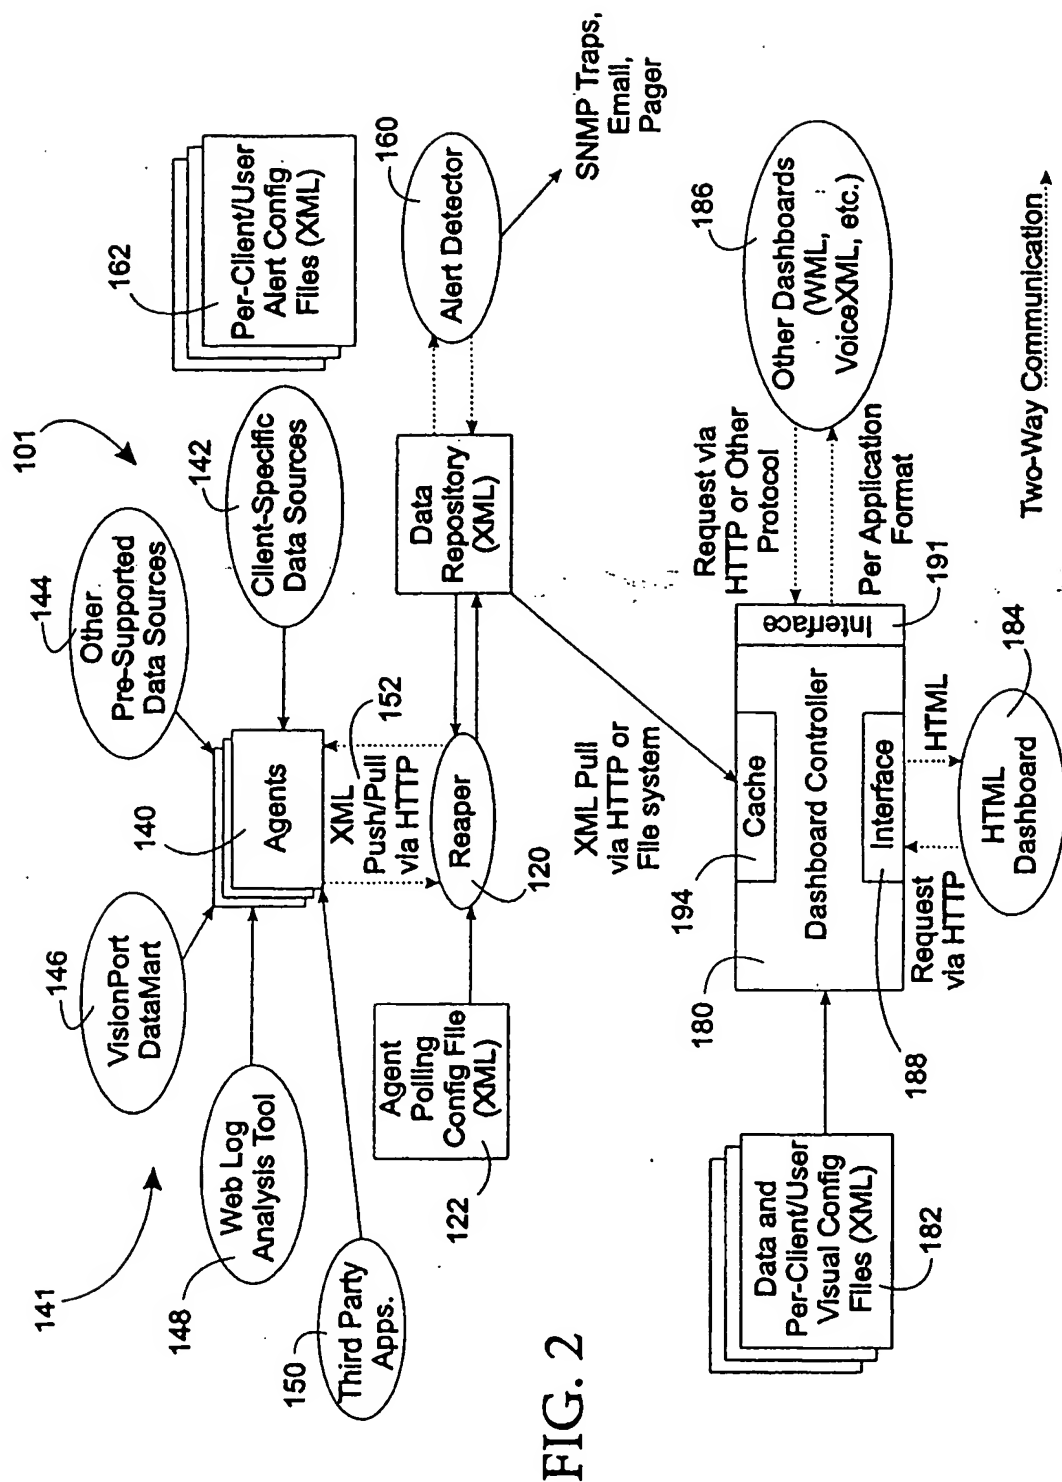 101
141
144
Other
Pre-Supported
Data Sources
146
VisionPort
DataMart
142
Client-Specific
Data Sources
148
Web Log
Analysis Tool
150
Third Party
Apps.
140
Agents
XML
Push/Pull
via HTTP
152
162
Per-Client/User
Alert Config
Files (XML)
160
Alert Detector
SNMP Traps,
Email,
Pager
Data
Repository
(XML)
Reaper
120
Agent
Polling
Config File
(XML)
122
FIG. 2
XML Pull
via HTTP or
File system
Cache
194
Dashboard Controller
180
Interface
188
Interface
191
Request via
HTTP or Other
Protocol
Per Application
Format
186
Other Dashboards
(WML,
VoiceXML, etc.)
Request
via HTTP
HTML
184
HTML
Dashboard
Data and
Per-Client/User
Visual Config
Files (XML)
182
Two-Way Communication